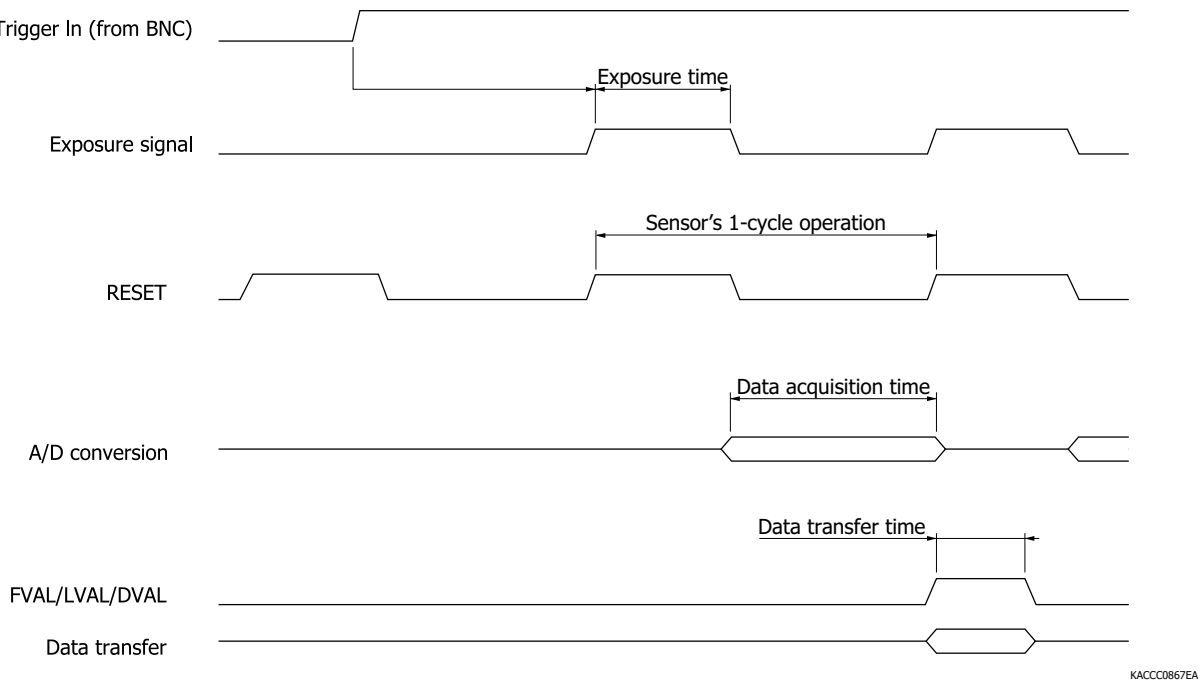 Trigger In (from BNC)
Exposure time
Exposure signal
Sensor's 1-cycle operation
RESET
Data acquisition time
A/D conversion
Data transfer time
FVAL/LVAL/DVAL
Data transfer
KACCC0867EA